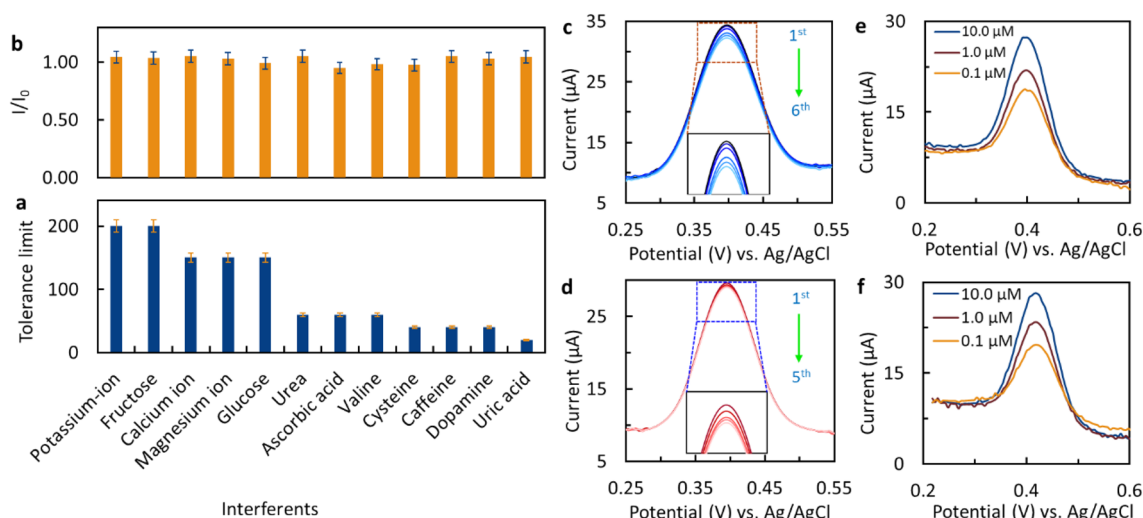 b
1.00
0.50
0.00
I/I0
a
200
100
0
Tolerance limit
Potassium-ion
Fructose
Calcium ion
Magnesium ion
Glucose
Urea
Ascorbic acid
Valine
Cystine
Caffeine
Dopamine
Uric acid
Interferents
c
35
25
15
5
Current (µA)
1st
6th
0.25 0.35 0.45 0.55
Potential (V) vs. Ag/AgCl
d
25
15
5
Current (µA)
1st
5th
0.25 0.35 0.45 0.55
Potential (V) vs. Ag/AgCl
e
30
15
0
Current (µA)
10.0 µM
1.0 µM
0.1 µM
0.2 0.4 0.6
Potential (V) vs. Ag/AgCl
f
30
15
0
Current (µA)
10.0 µM
1.0 µM
0.1 µM
0.2 0.4 0.6
Potential (V) vs. Ag/AgCl